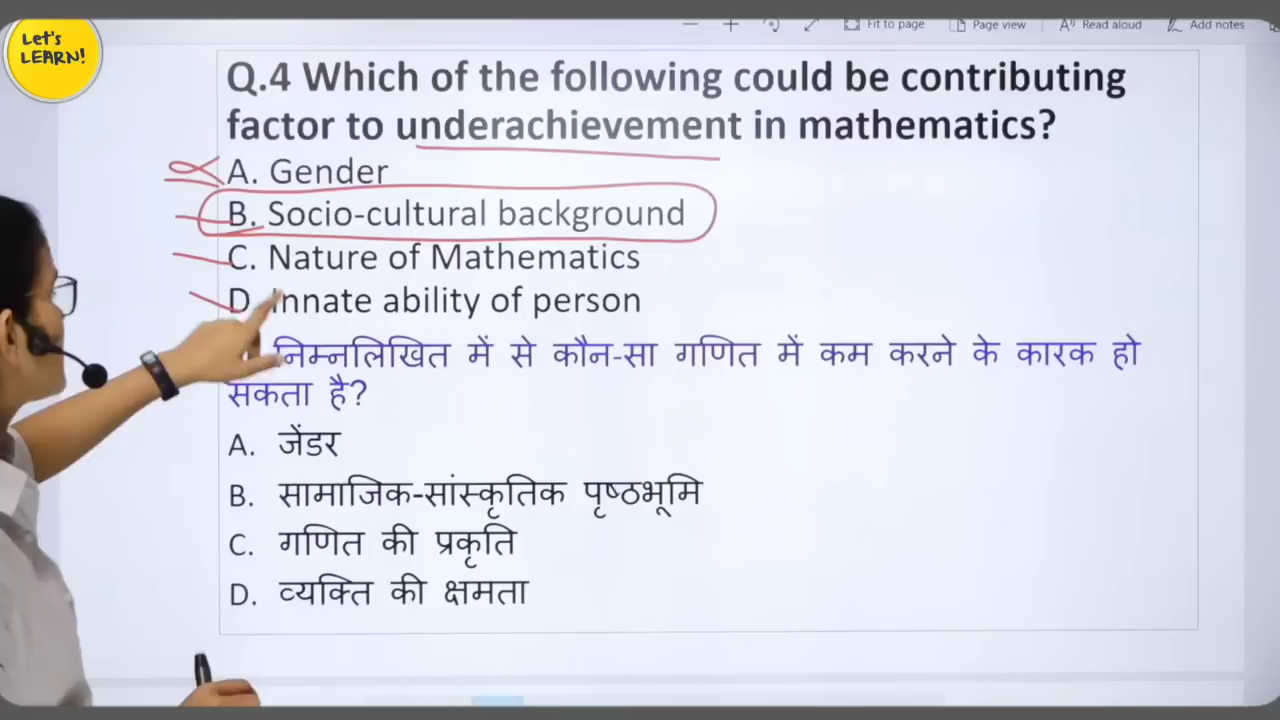 Let's
LEARN!
Fit to page
Page view
Read aloud
Add notes
Q.4 Which of the following could be contributing
factor to underachievement in mathematics?
A. Gender
B. Socio-cultural background
C. Nature of Mathematics
D. Innate ability of person
निम्नलिखित में से कौन-सा गणित में कम करने के कारक हो
सकता है?
A. जेंडर
B. सामाजिक-सांस्कृतिक पृष्ठभूमि
C. गणित की प्रकृति
D. व्यक्ति की क्षमता